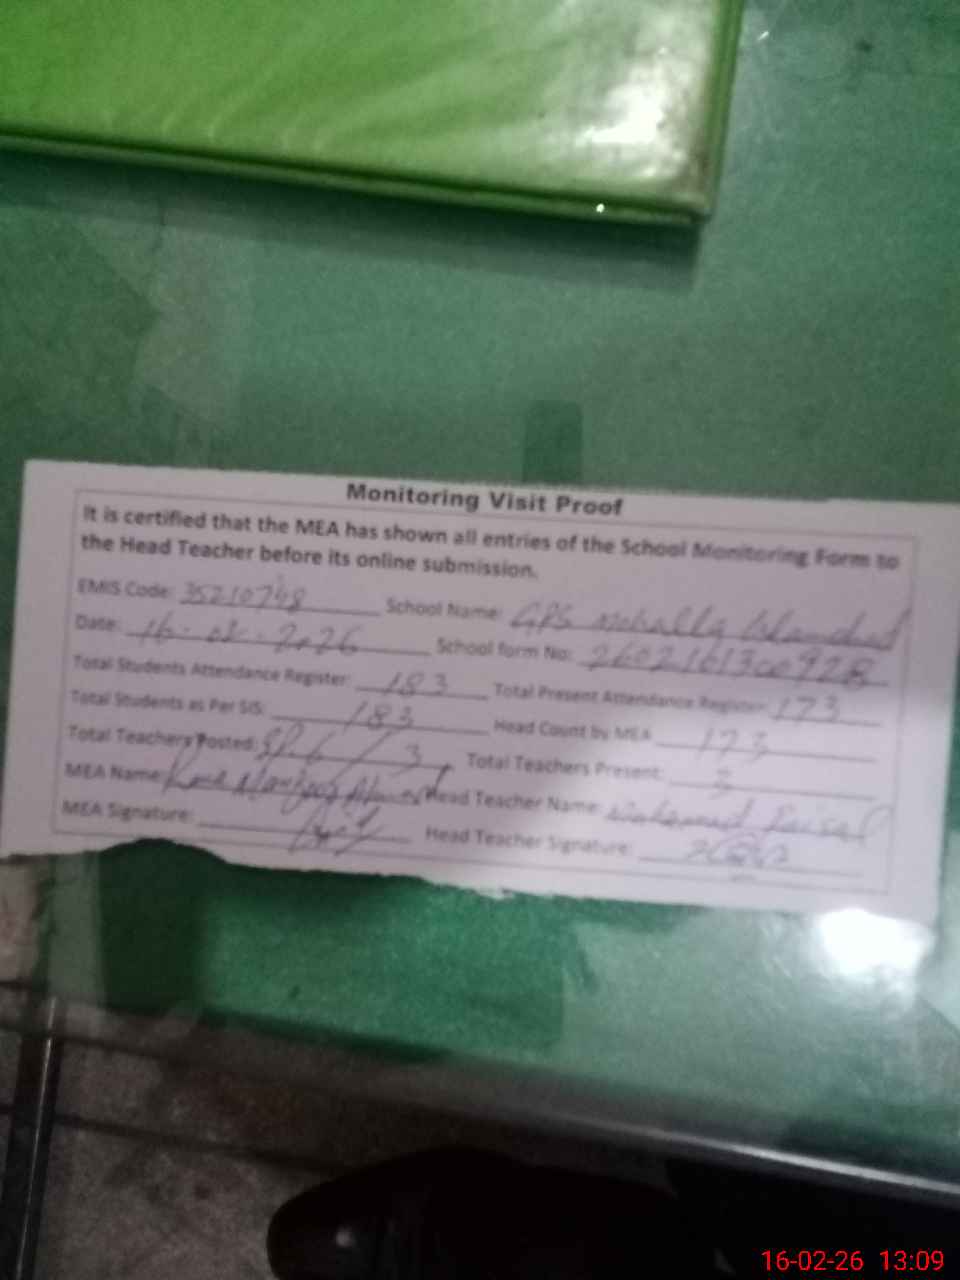 Monitoring Visit Proof
It is certified that the MEA has shown all entries of the School Monitoring Form to
the Head Teacher before its online submission.
EMIS Code: 35210748 School Name: GPS
Date: 16-02-2026 School form No:
Total Students Attendance Register: 183 Total Present Attendance Register: 173
Total Students as Per SIS: 183 Head Count by MEA 173
Total Teachers Posted: 3 Total Teachers Present: 3
MEA Name: Head Teacher Name: Faisal
MEA Signature: Head Teacher Signature:
16-02-26 13:09